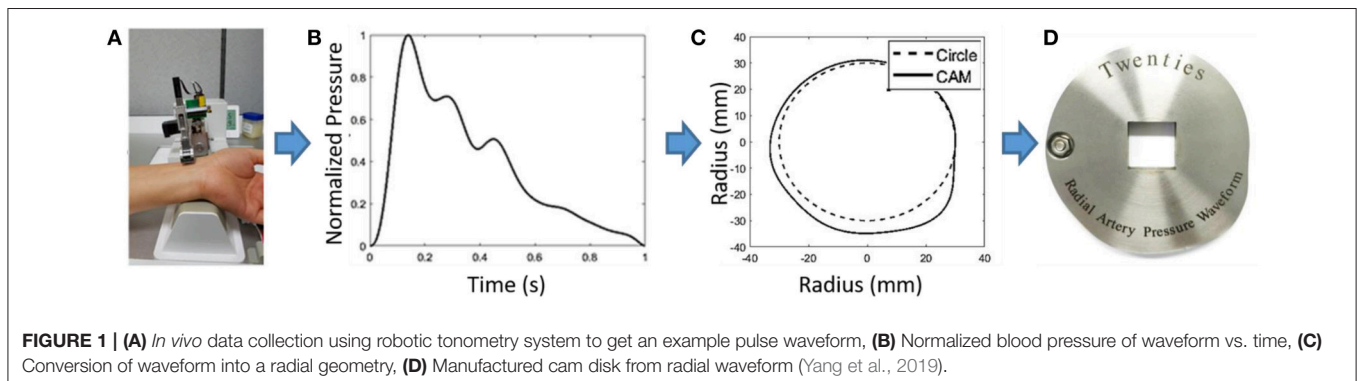 A
B
Normalized Pressure
1
0.8
0.6
0.4
0.2
0
0
0.2
0.4
0.6
0.8
1
Time (s)
C
Radius (mm)
40
30
20
10
0
-10
-20
-30
-40
-40
-20
0
20
40
Radius (mm)
Circle
CAM
D
Twenties
Radial Artery Pressure Waveform
FIGURE 1 | (A) In vivo data collection using robotic tonometry system to get an example pulse waveform, (B) Normalized blood pressure of waveform vs. time, (C)
Conversion of waveform into a radial geometry, (D) Manufactured cam disk from radial waveform (Yang et al., 2019).